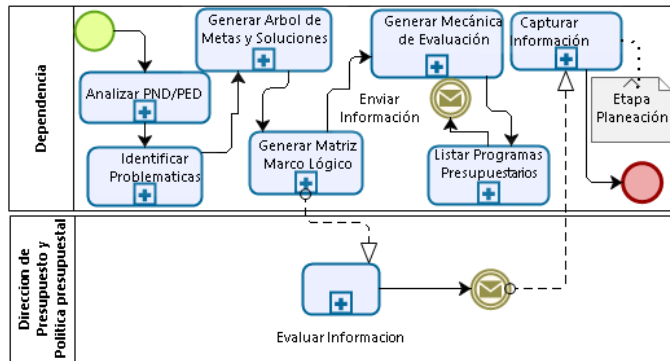 Dependencia
Analizar PND/PED
Identificar
Problematicas
Generar Arbol de
Metas y Soluciones
Generar Matriz
Marco Lógico
Generar Mecánica
de Evaluación
Enviar
Información
Listar Programas
Presupuestarios
Capturar
Información
Etapa
Planeación
Direccion de
Presupuesto y
Política presupuestal
Evaluar Informacion